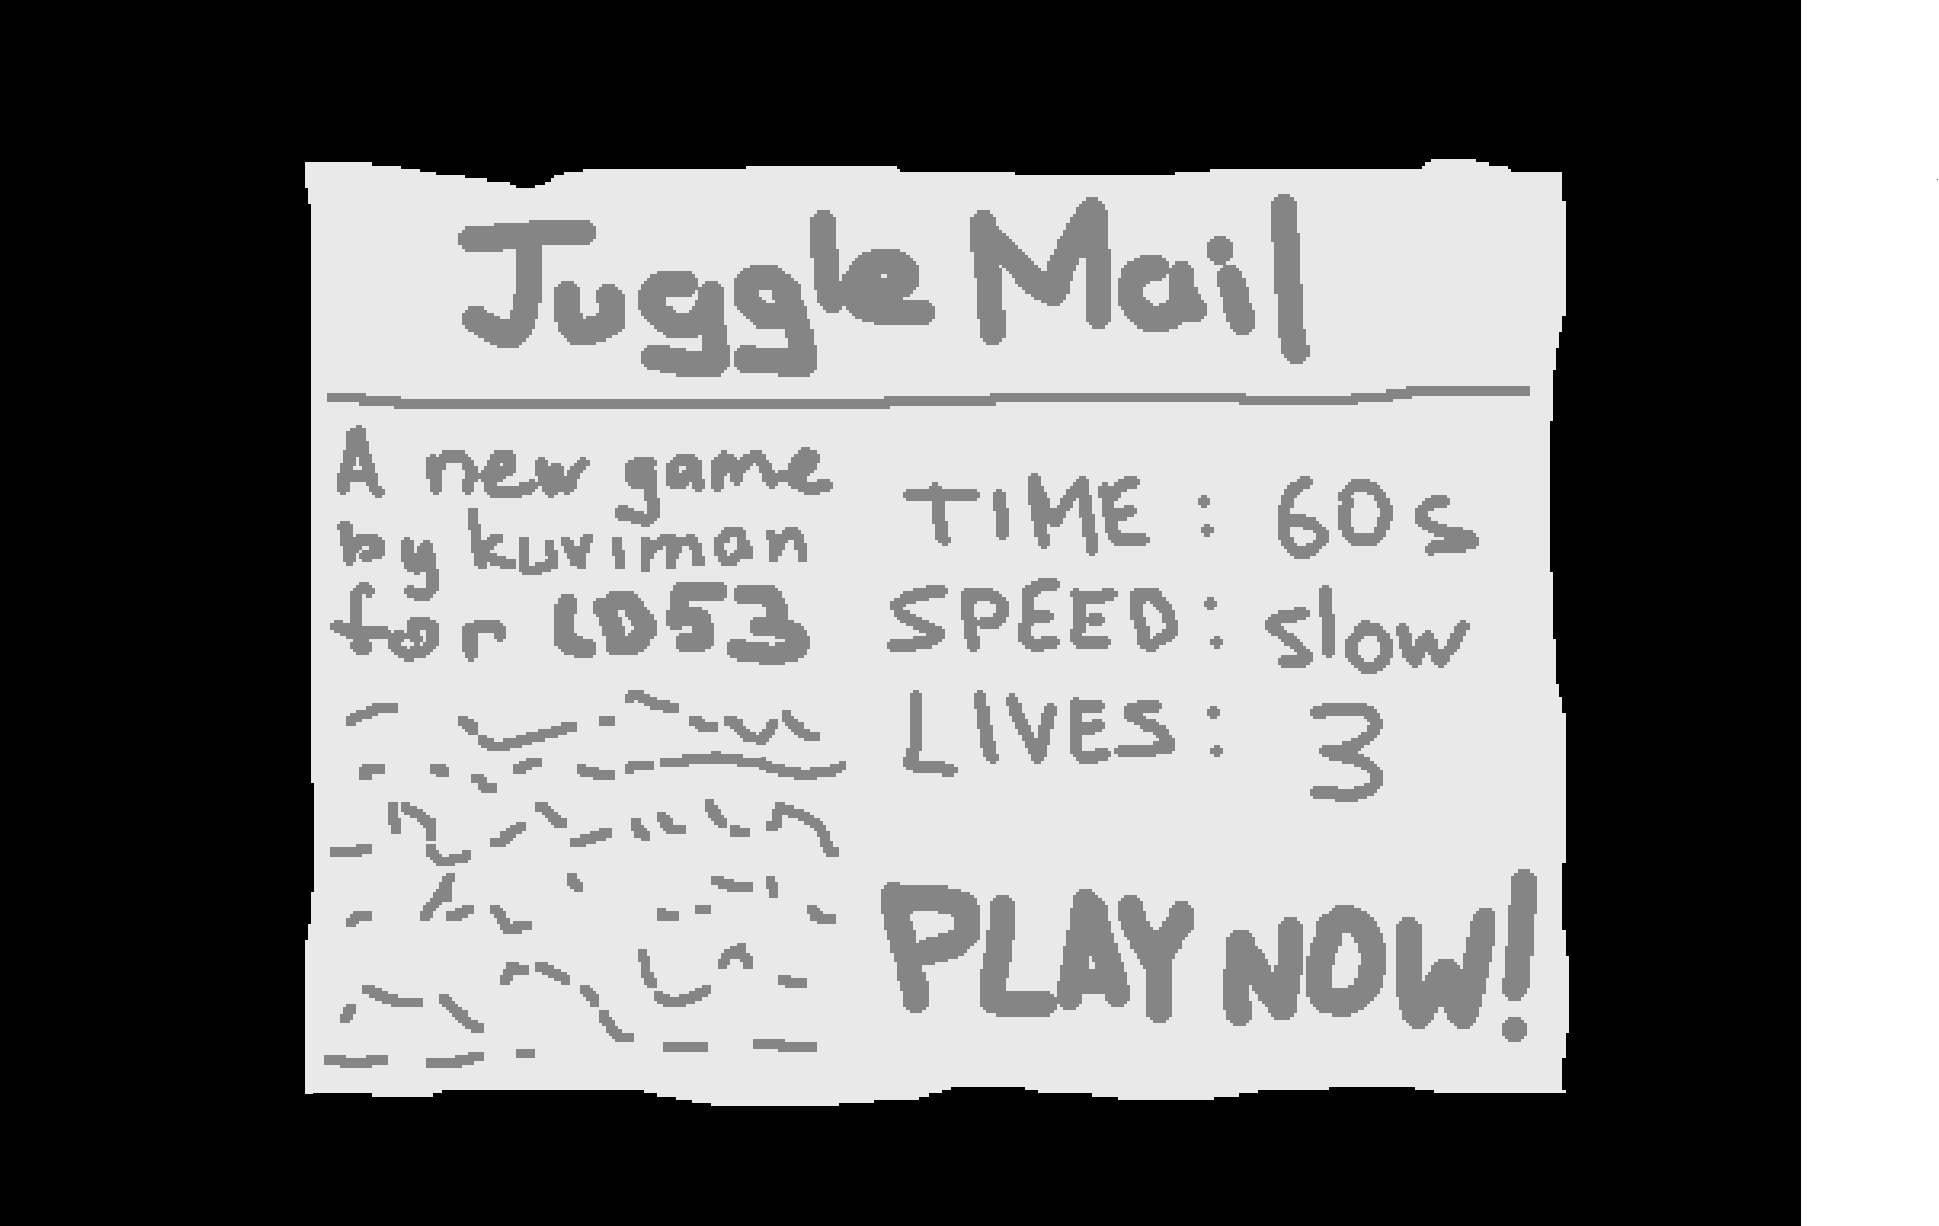 Juggle Mail
A new game
by kuviman
for LD53
TIME: 60s
SPEED: slow
LIVES: 3
PLAY NOW!